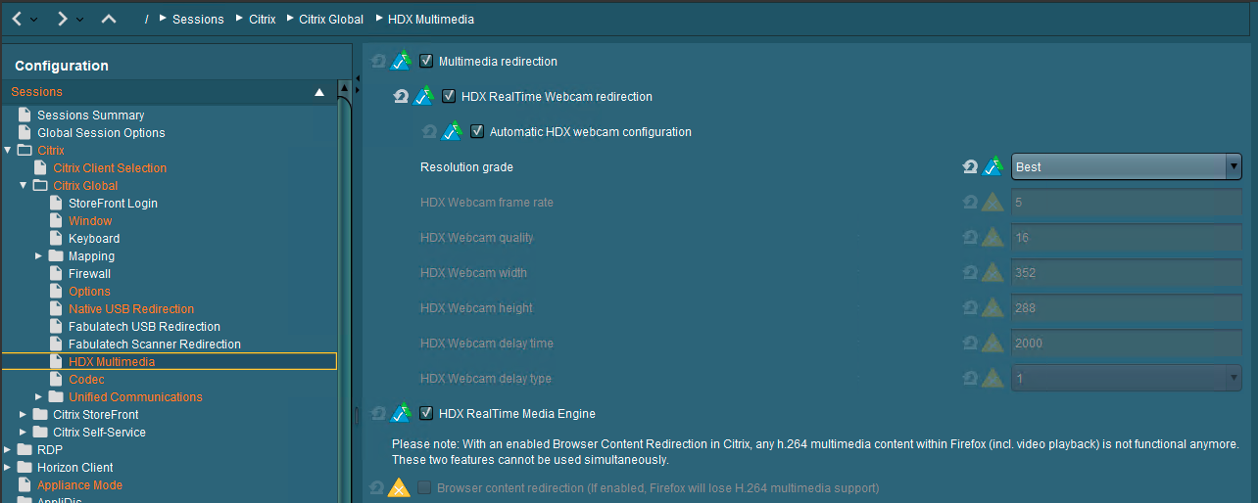 / Sessions Citrix Citrix Global HDX Multimedia
Configuration
Sessions
Sessions Summary
Global Session Options
Citrix
Citrix Client Selection
Citrix Global
StoreFront Login
Window
Keyboard
Mapping
Firewall
Options
Native USB Redirection
Fabulatech USB Redirection
Fabulatech Scanner Redirection
HDX Multimedia
Codec
Unified Communications
Citrix StoreFront
Citrix Self-Service
RDP
Horizon Client
Appliance Mode
AppliDis
Multimedia redirection
HDX RealTime Webcam redirection
Automatic HDX webcam configuration
Resolution grade Best
HDX Webcam frame rate 5
HDX Webcam quality 16
HDX Webcam width 352
HDX Webcam height 288
HDX Webcam delay time 2000
HDX Webcam delay type 1
HDX RealTime Media Engine
Please note: With an enabled Browser Content Redirection in Citrix, any h.264 multimedia content within Firefox (incl. video playback) is not functional anymore.
These two features cannot be used simultaneously.
Browser content redirection (If enabled, Firefox will lose H.264 multimedia support)